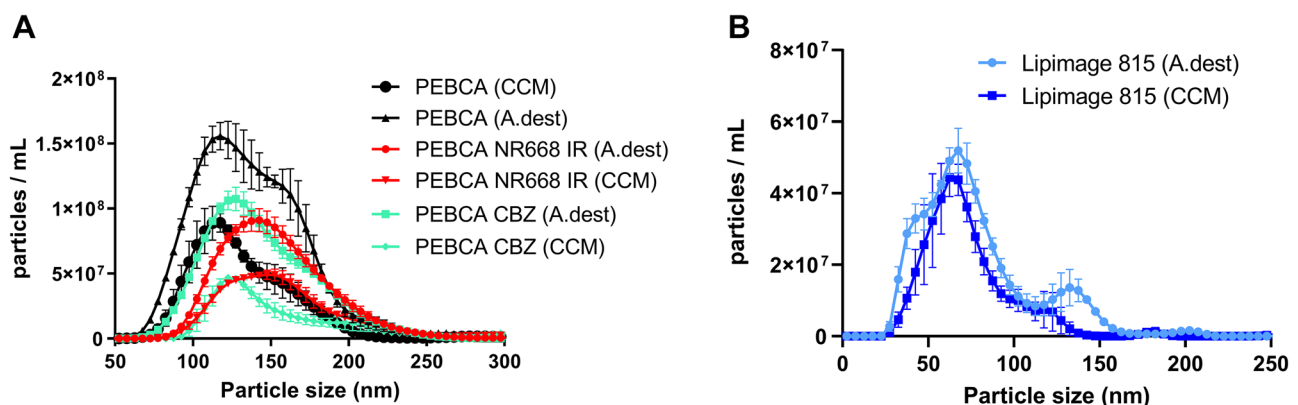 A
particles / mL
2×10⁸
1.5×10⁸
1×10⁸
5×10⁷
0
50
100
150
200
250
300
Particle size (nm)
PEBCA (CCM)
PEBCA (A.dest)
PEBCA NR668 IR (A.dest)
PEBCA NR668 IR (CCM)
PEBCA CBZ (A.dest)
PEBCA CBZ (CCM)
B
particles / mL
8×10⁷
6×10⁷
4×10⁷
2×10⁷
0
0
50
100
150
200
250
Particle size (nm)
Lipimage 815 (A.dest)
Lipimage 815 (CCM)